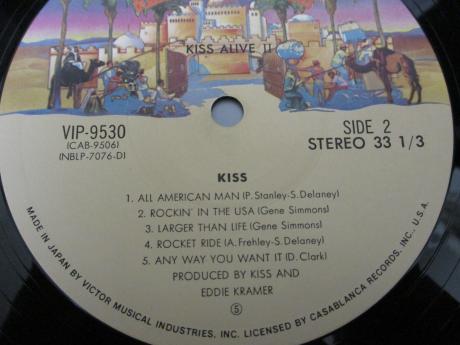 KISS ALIVE II
VIP-9530
(CAB-9506)
(NBLP-7076-D)
SIDE 2
STEREO 33 1/3
KISS
1. ALL AMERICAN MAN (P. Stanley-S. Delaney)
2. ROCKIN' IN THE USA (Gene Simmons)
3. LARGER THAN LIFE (Gene Simmons)
4. ROCKET RIDE (A. Frehley-S. Delaney)
5. ANY WAY YOU WANT IT (D. Clark)
PRODUCED BY KISS AND
EDDIE KRAMER
⑤
MADE IN JAPAN BY VICTOR MUSICAL INDUSTRIES, INC. LICENSED BY CASABLANCA RECORDS, INC., U.S.A.